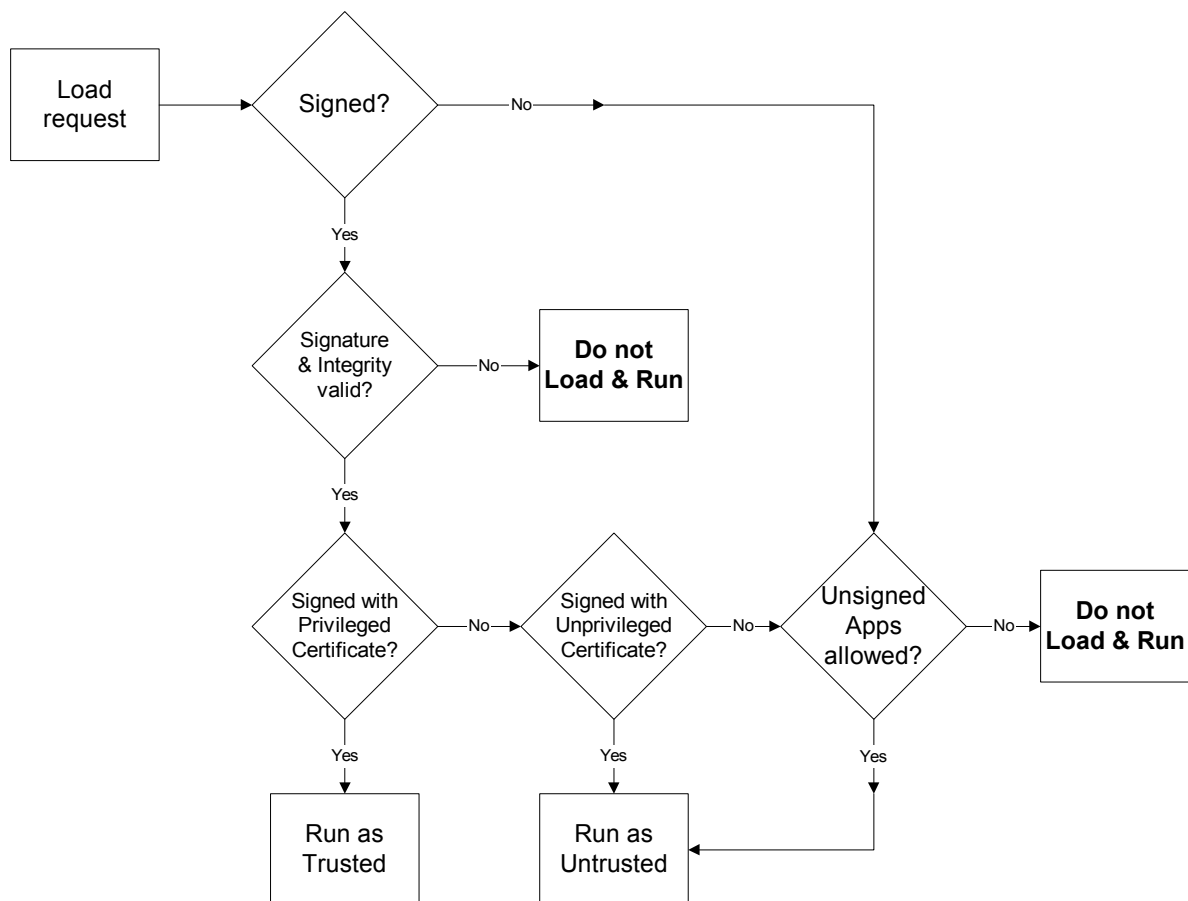 Load
request
Signed?
No
Yes
Signature
& Integrity
valid?
No
Do not
Load & Run
Yes
Signed with
Privileged
Certificate?
No
Signed with
Unprivileged
Certificate?
No
Unsigned
Apps
allowed?
No
Do not
Load & Run
Yes
Yes
Yes
Run as
Trusted
Run as
Untrusted